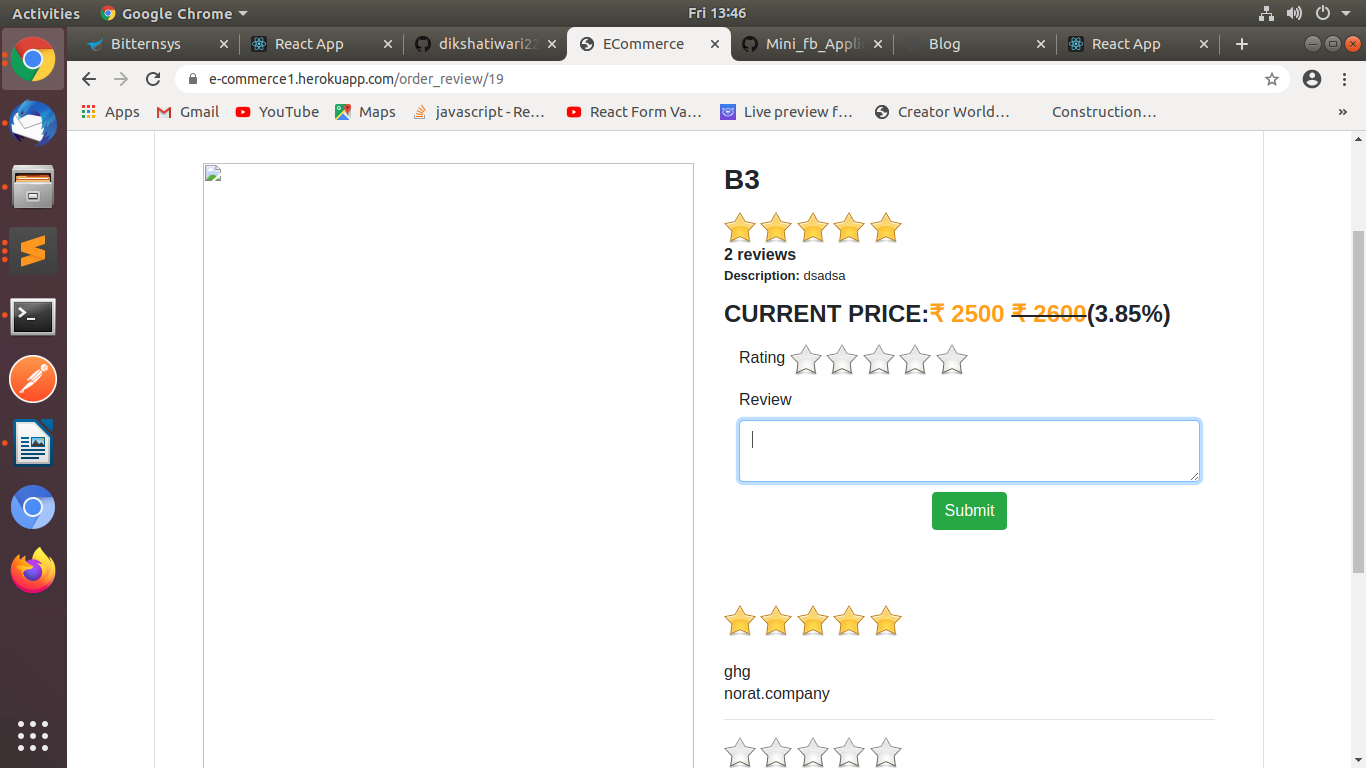 Activities Google Chrome Fri 13:46
Bitternsys React App dikshatiwari22 ECommerce Mini_fb_Appli Blog React App
e-commerce1.herokuapp.com/order_review/19
Apps Gmail YouTube Maps javascript - Re... React Form Va... Live preview f... Creator World... Construction... »
B3
2 reviews
Description: dsadsa
CURRENT PRICE:₹ 2500 ₹ 2600(3.85%)
Rating
Review
Submit
ghg
norat.company